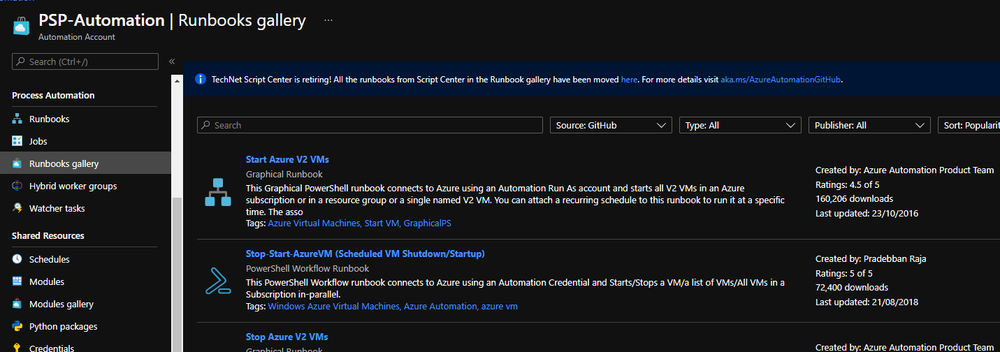 PSP-Automation | Runbooks gallery ...
Automation Account
Search (Ctrl+/)
«
Process Automation
Runbooks
Jobs
Runbooks gallery
Hybrid worker groups
Watcher tasks
Shared Resources
Schedules
Modules
Modules gallery
Python packages
Credentials
TechNet Script Center is retiring! All the runbooks from Script Center in the Runbook gallery have been moved here. For more details visit aka.ms/AzureAutomationGitHub.
Search
Source: GitHub
Type: All
Publisher: All
Sort: Popularit
Start Azure V2 VMs
Graphical Runbook
This Graphical PowerShell runbook connects to Azure using an Automation Run As account and starts all V2 VMs in an Azure
subscription or in a resource group or a single named V2 VM. You can attach a recurring schedule to this runbook to run it at a specific
time. The asso
Tags: Azure Virtual Machines, Start VM, GraphicalPS
Created by: Azure Automation Product Team
Ratings: 4.5 of 5
160,206 downloads
Last updated: 23/10/2016
Stop-Start-AzureVM (Scheduled VM Shutdown/Startup)
PowerShell Workflow Runbook
This PowerShell Workflow runbook connects to Azure using an Automation Credential and Starts/Stops a VM/a list of VMs/All VMs in a
Subscription in-parallel.
Tags: Windows Azure Virtual Machines, Azure Automation, azure vm
Created by: Pradebban Raja
Ratings: 5 of 5
72,400 downloads
Last updated: 21/08/2018
Stop Azure V2 VMs
Graphical Runbook
Created by: Azure Automation Product Team